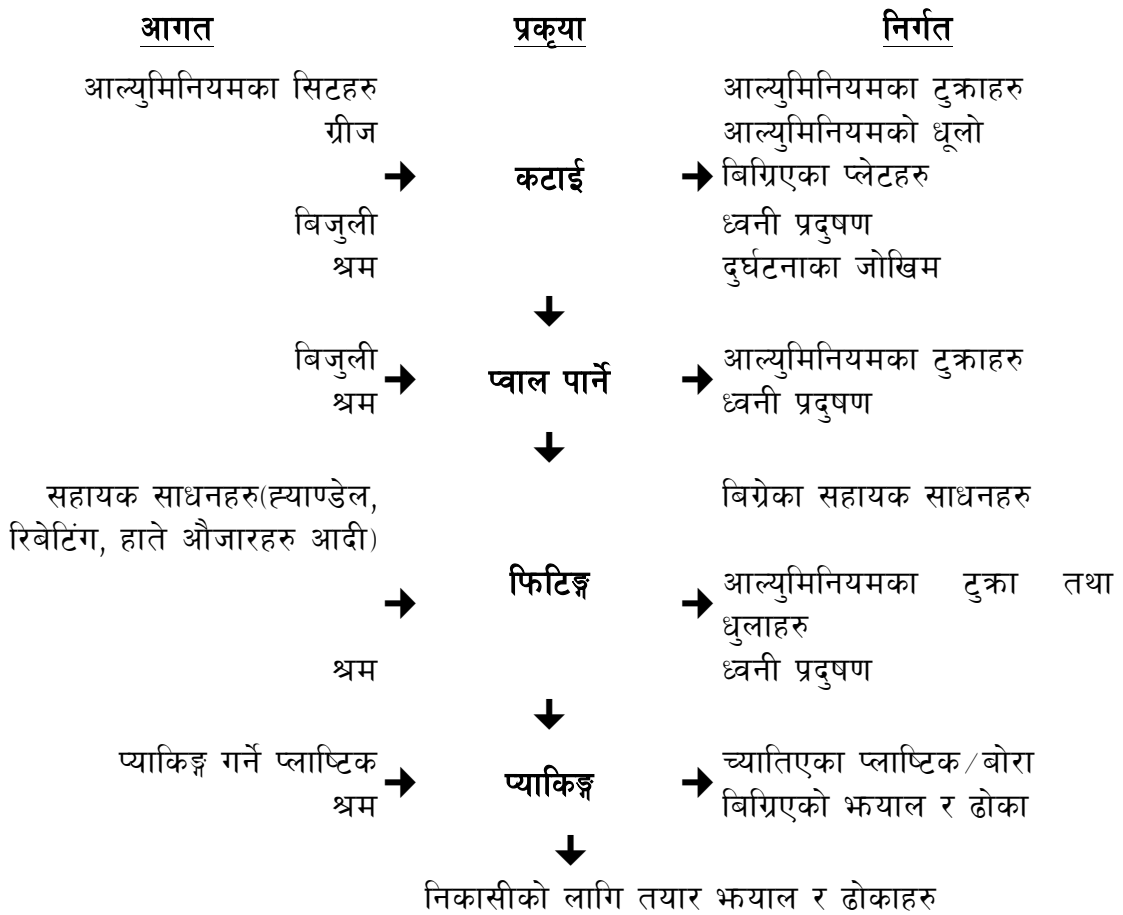 आगत प्रकृया निर्गत
आल्युमिनियमका सिटहरु आल्युमिनियमका टुक्राहरु
ग्रीज आल्युमिनियमको धूलो
कटाई बिग्रिएका प्लेटहरु
बिजुली ध्वनी प्रदुषण
श्रम दुर्घटनाका जोखिम
बिजुली आल्युमिनियमका टुक्राहरु
प्वाल पार्ने
श्रम ध्वनी प्रदुषण
सहायक साधनहरु(ह्याण्डेल, बिग्रेका सहायक साधनहरु
रिबेटिंग, हाते औजारहरु आदी)
फिटिङ्ग आल्युमिनियमका टुक्रा तथा
धुलाहरु
श्रम ध्वनी प्रदुषण
प्याकिङ्ग गर्ने प्लाष्टिक च्यातिएका प्लाष्टिक/बोरा
प्याकिङ्ग
श्रम बिग्रिएको झयाल र ढोका
निकासीको लागि तयार झयाल र ढोकाहरु